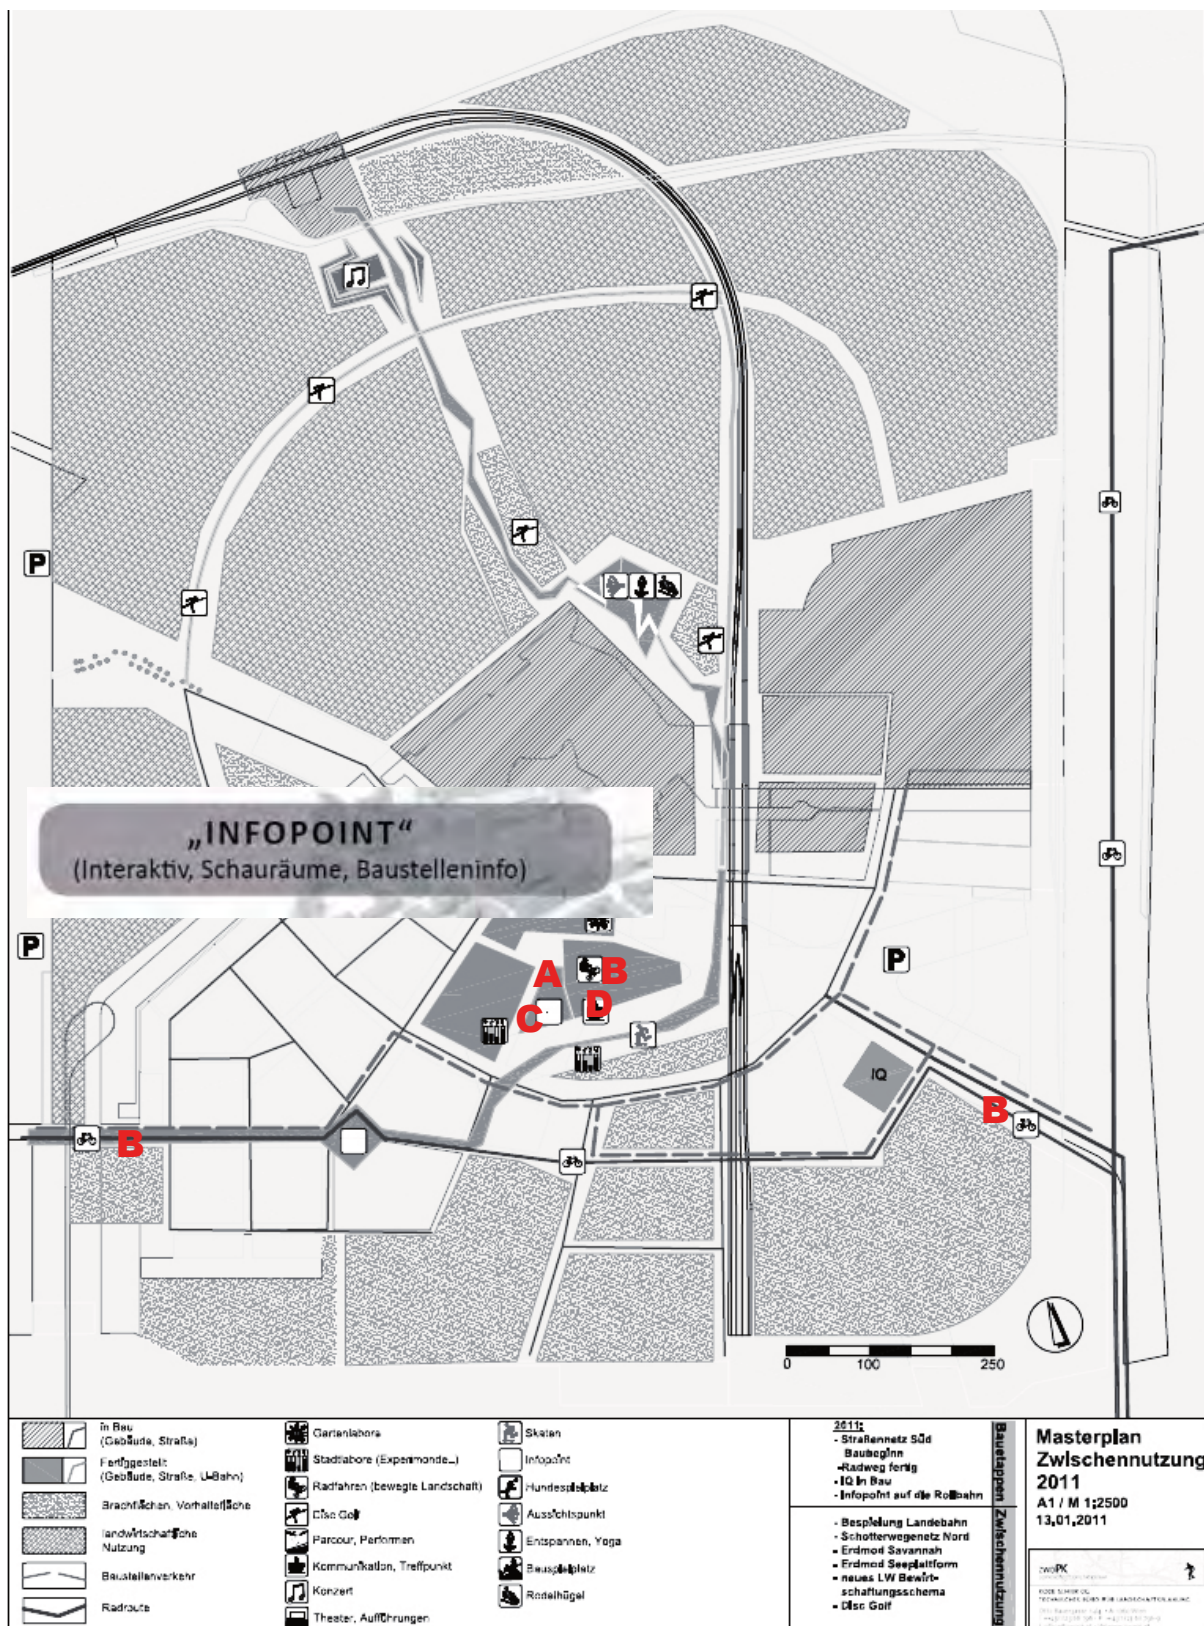 P
„INFOPOINT“
(Interaktiv, Schauräume, Baustelleninfo)
P
A
B
P
C
D
IQ
B
B
0 100 250
in Bau
(Gebäude, Straße)
Fertiggestellt
(Gebäude, Straße, U-Bahn)
Brachflächen, Vorhaltefläche
landwirtschaftliche
Nutzung
Baustellenverkehr
Radroute
Gartenlabore
Stadtlabore (Experimonde...)
Radfahren (bewegte Landschaft)
Disc Golf
Parcour, Performen
Kommunikation, Treffpunkt
Konzert
Theater, Aufführungen
Skaten
Infopoint
Hundespielplatz
Aussichtspunkt
Entspannen, Yoga
Bauspielplatz
Rodelhügel
2011:
- Straßennetz Süd
Baubeginn
-Radweg fertig
- IQ in Bau
- Infopoint auf die Rollbahn
Bauetappen
- Bespielung Landebahn
- Schotterwegenetz Nord
- Erdmod Savannah
- Erdmod Seeplattform
- neues LW Bewirt-
schaftungsschema
- Disc Golf
Zwischennutzung
Masterplan
Zwischennutzung
2011
A1 / M 1:2500
13.01.2011
zwoPK